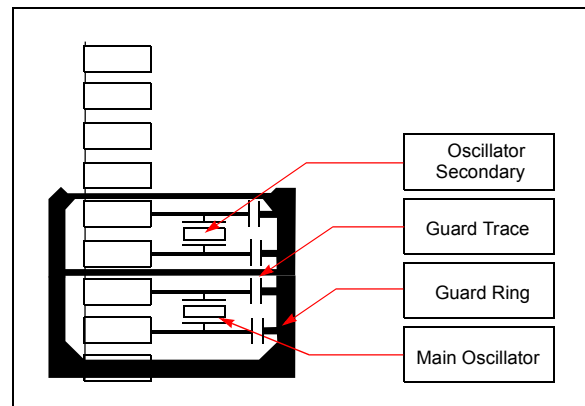 Oscillator
Secondary
Guard Trace
Guard Ring
Main Oscillator